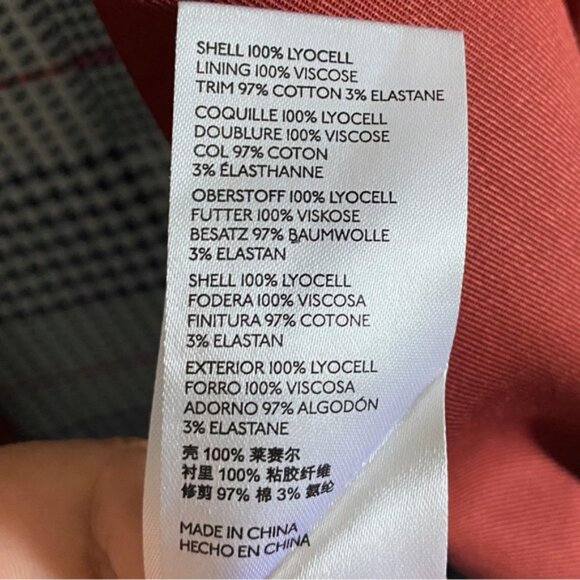 SHELL 100% LYOCELL
LINING 100% VISCOSE
TRIM 97% COTTON 3% ELASTANE
COQUILLE 100% LYOCELL
DOUBLURE 100% VISCOSE
COL 97% COTON
3% ÉLASTHANNE
OBERSTOFF 100% LYOCELL
FUTTER 100% VISKOSE
BESATZ 97% BAUMWOLLE
3% ELASTAN
SHELL 100% LYOCELL
FODERA 100% VISCOSA
FINITURA 97% COTONE
3% ELASTAN
EXTERIOR 100% LYOCELL
FORRO 100% VISCOSA
ADORNO 97% ALGODÓN
3% ELASTANE
壳 100% 莱赛尔
衬里 100% 粘胶纤维
修剪 97% 棉 3% 氨纶
MADE IN CHINA
HECHO EN CHINA